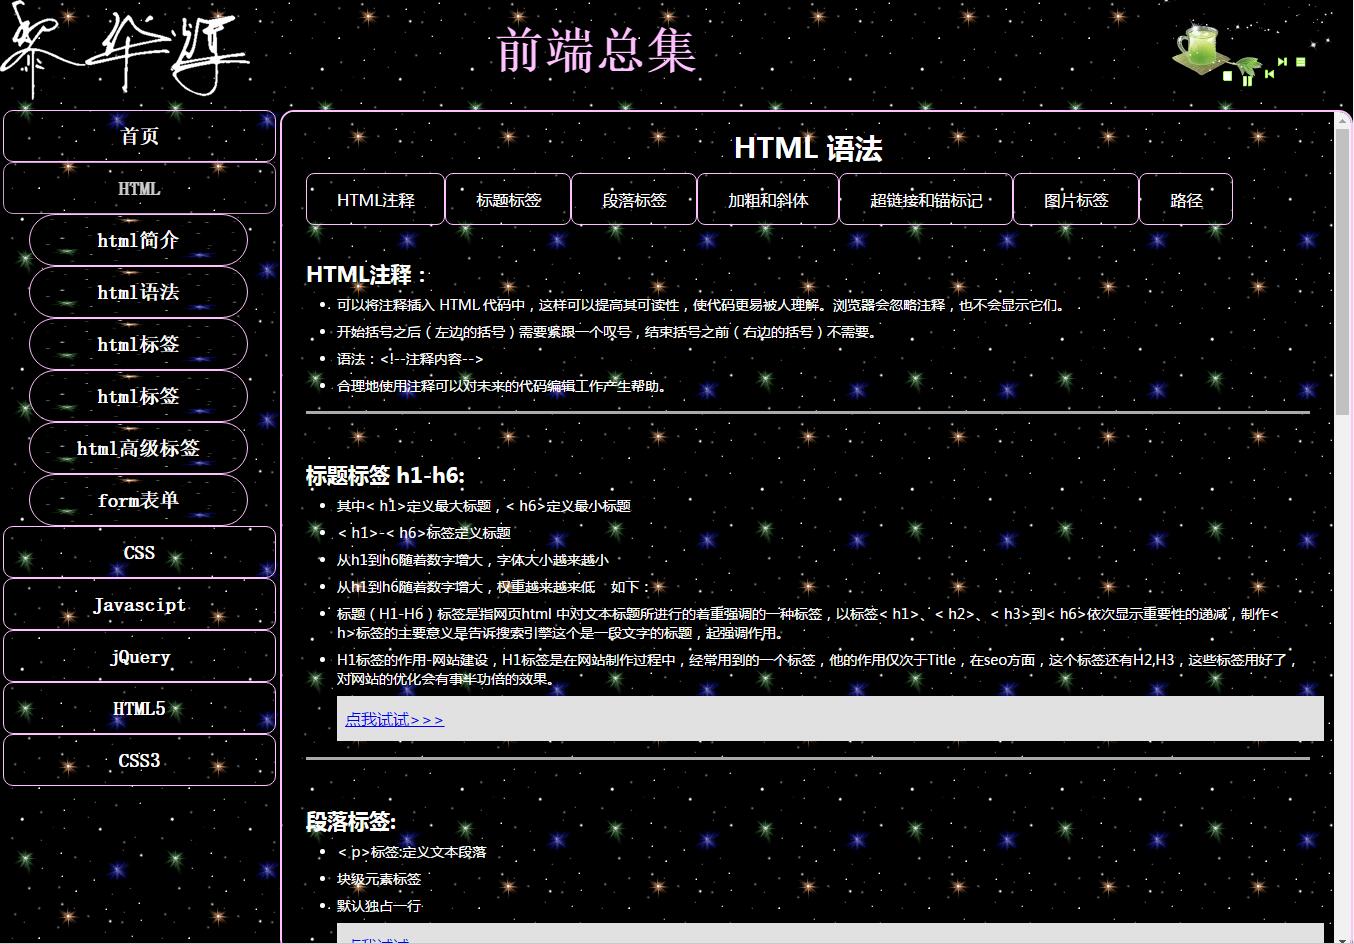 前端总集
首页
HTML
html简介
html语法
html标签
html标签
html高级标签
form表单
CSS
Javascipt
jQuery
HTML5
CSS3
HTML 语法
HTML注释 标题标签 段落标签 加粗和斜体 超链接和锚标记 图片标签 路径
HTML注释：
可以将注释插入 HTML 代码中，这样可以提高其可读性，使代码更易被人理解。浏览器会忽略注释，也不会显示它们。
开始括号之后（左边的括号）需要紧跟一个叹号，结束括号之前（右边的括号）不需要。
语法：<!--注释内容-->
合理地使用注释可以对未来的代码编辑工作产生帮助。
标题标签 h1-h6:
其中< h1>定义最大标题，< h6>定义最小标题
< h1>-< h6>标签定义标题
从h1到h6随着数字增大，字体大小越来越小
从h1到h6随着数字增大，权重越来越来低 如下：
标题（H1-H6）标签是指网页html 中对文本标题所进行的着重强调的一种标签，以标签< h1>、< h2>、< h3>到< h6>依次显示重要性的递减，制作<
h>标签的主要意义是告诉搜索引擎这个是一段文字的标题，起强调作用。
H1标签的作用-网站建设，H1标签是在网站制作过程中，经常用到的一个标签，他的作用仅次于Title，在seo方面，这个标签还有H2,H3，这些标签用好了，
对网站的优化会有事半功倍的效果。
点我试试>>>
段落标签:
< p>标签:定义文本段落
块级元素标签
默认独占一行